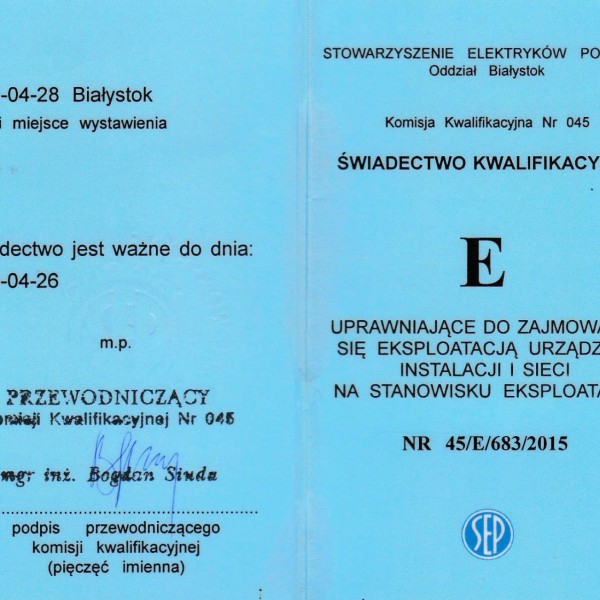 -04-28 Białystok
i miejsce wystawienia
dectwo jest ważne do dnia:
-04-26
m.p.
PRZEWODNICZĄCY
Komisji Kwalifikacyjnej Nr 045
mgr inż. Bogdan Siuda
podpis przewodniczącego
komisji kwalifikacyjnej
(pięczęć imienna)
STOWARZYSZENIE ELEKTRYKÓW PO
Oddział Białystok
Komisja Kwalifikacyjna Nr 045
ŚWIADECTWO KWALIFIKACY
E
UPRAWNIAJĄCE DO ZAJMOWA
SIĘ EKSPLOATACJĄ URZĄDZ
INSTALACJI I SIECI
NA STANOWISKU EKSPLOATA
NR 45/E/683/2015
SEP